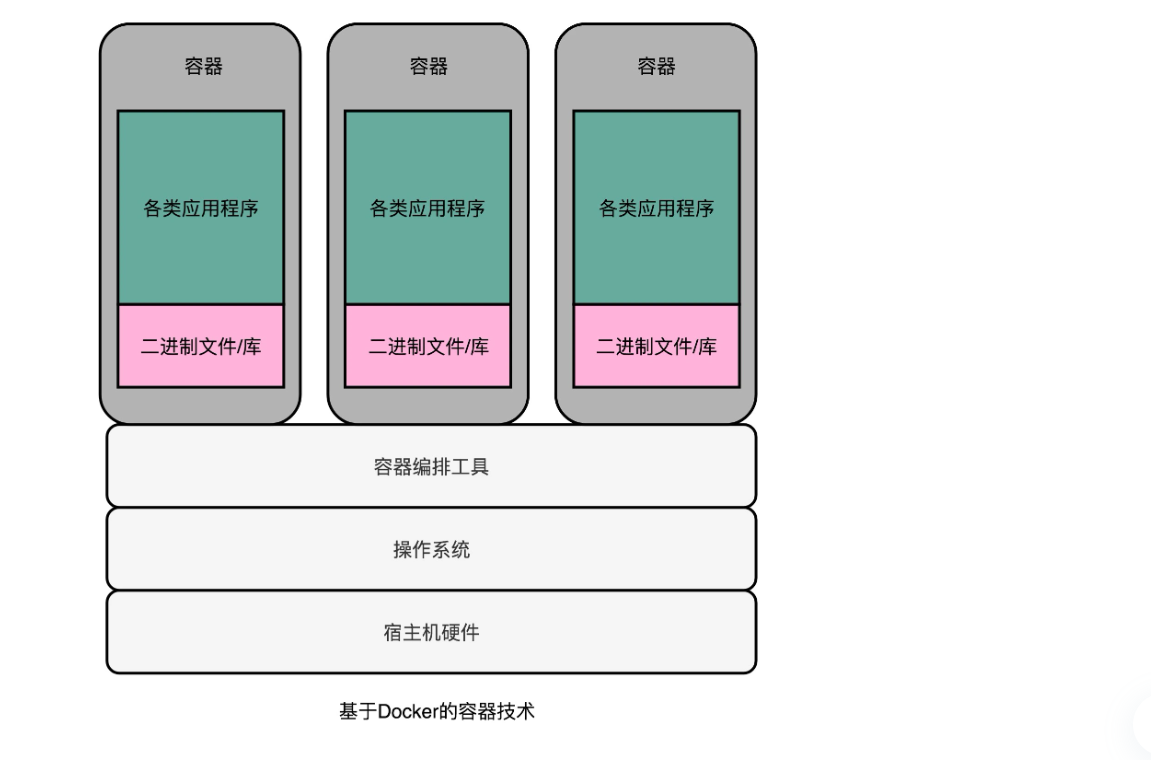 容器 容器 容器
各类应用程序 各类应用程序 各类应用程序
二进制文件/库 二进制文件/库 二进制文件/库
容器编排工具
操作系统
宿主机硬件
基于Docker的容器技术